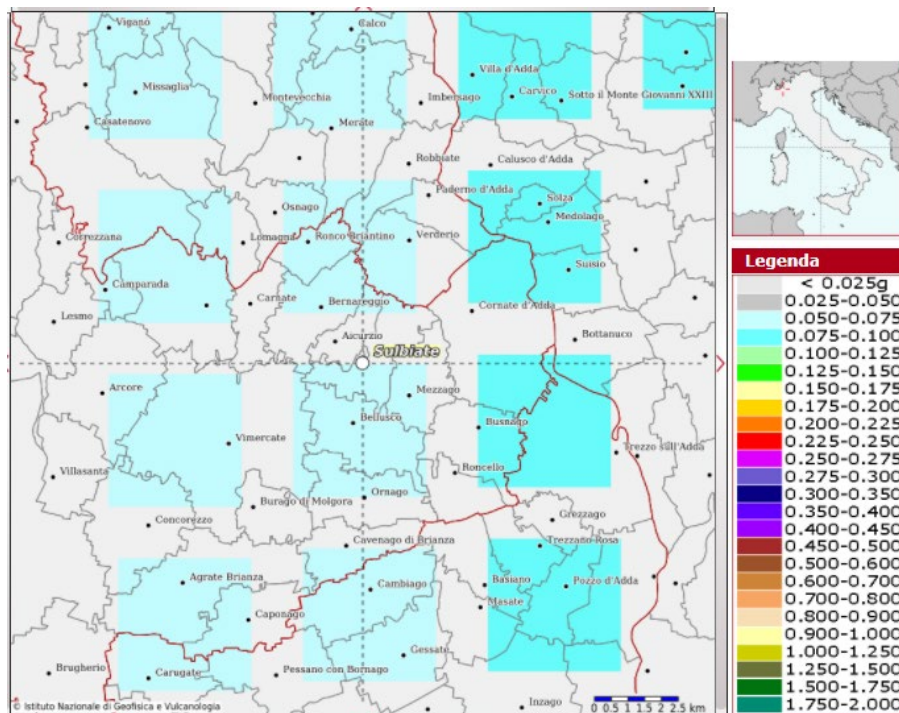 Viganó
Calco
Villa d'Adda
Missaglia
Carvico
Sotto il Monte Giovanni XXIII
Montevecchia
Imbersago
Casatenovo
Merate
Robbiate
Calusco d'Adda
Paderno d'Adda
Solza
Osnago
Medolago
Correzzana
Lomagna
Ronco Briantino
Verderio
Suisio
Camparada
Carnate
Bernareggio
Cornate d'Adda
Lesmo
Aicurzio
Bottanuco
Sulbiate
Arcore
Mezzago
Bellusco
Busnago
Vimercate
Trezzo sull'Adda
Villasanta
Roncello
Ornago
Burago di Molgora
Grezzago
Concorezzo
Cavenago di Brianza
Trezzano Rosa
Agrate Brianza
Cambiago
Basiano
Pozzo d'Adda
Masate
Caponago
Gessate
Brugherio
Carugate
Pessano con Bornago
Inzago
© Istituto Nazionale di Geofisica e Vulcanologia
0 0.5 1 1.5 2 2.5 km
Legenda
< 0.025g
0.025-0.050
0.050-0.075
0.075-0.100
0.100-0.125
0.125-0.150
0.150-0.175
0.175-0.200
0.200-0.225
0.225-0.250
0.250-0.275
0.275-0.300
0.300-0.350
0.350-0.400
0.400-0.450
0.450-0.500
0.500-0.600
0.600-0.700
0.700-0.800
0.800-0.900
0.900-1.000
1.000-1.250
1.250-1.500
1.500-1.750
1.750-2.000